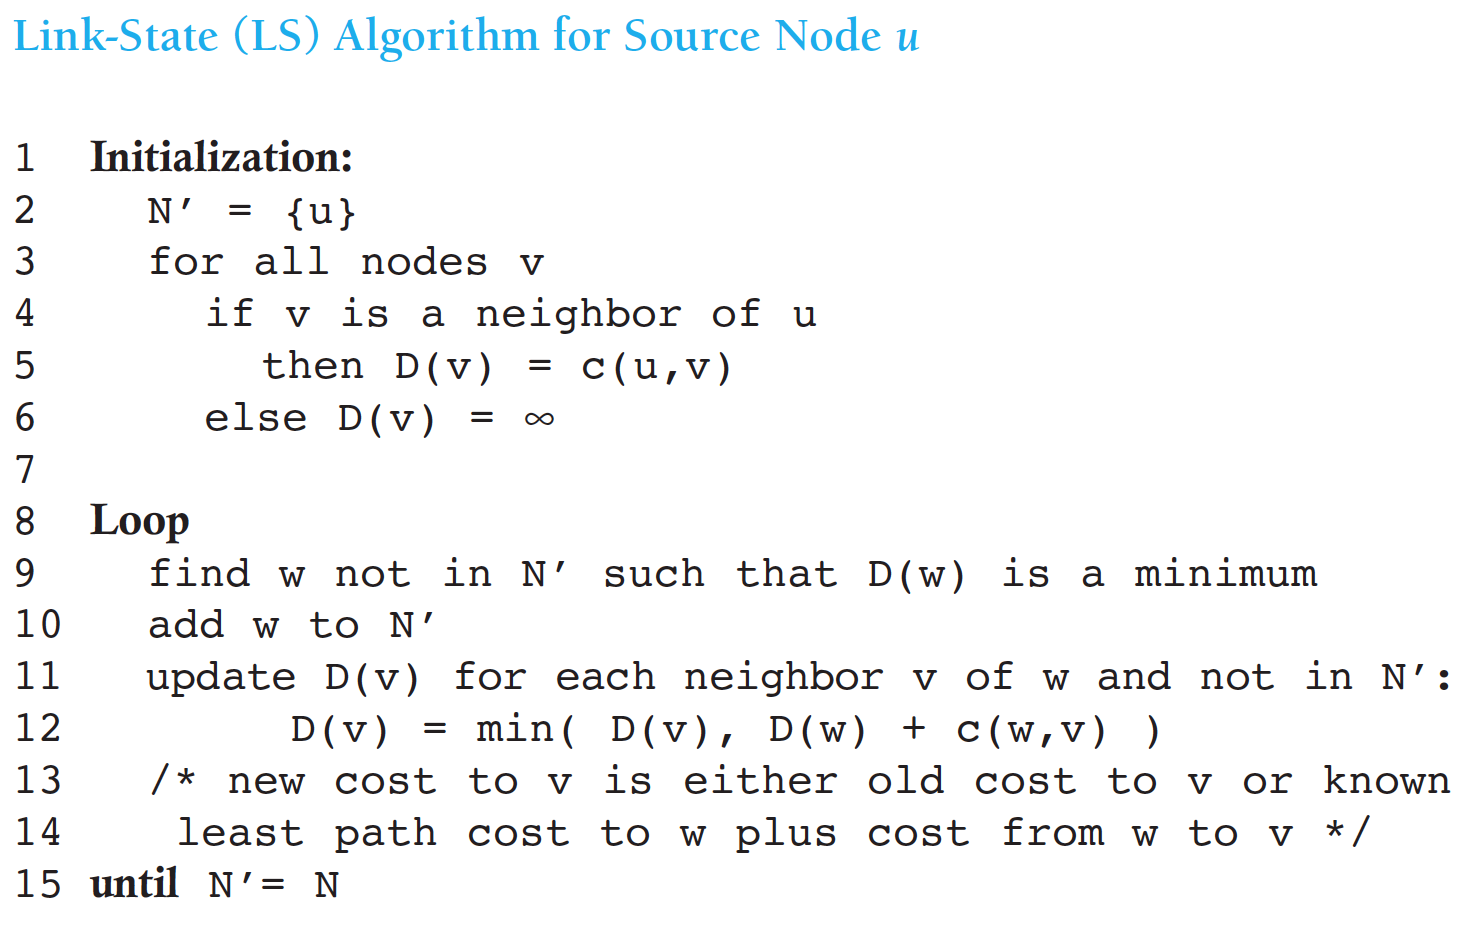 Link-State (LS) Algorithm for Source Node u
1 Initialization:
2 N’ = {u}
3 for all nodes v
4 if v is a neighbor of u
5 then D(v) = c(u,v)
6 else D(v) = ∞
7
8 Loop
9 find w not in N’ such that D(w) is a minimum
10 add w to N’
11 update D(v) for each neighbor v of w and not in N’:
12 D(v) = min( D(v), D(w) + c(w,v) )
13 /* new cost to v is either old cost to v or known
14 least path cost to w plus cost from w to v */
15 until N’= N